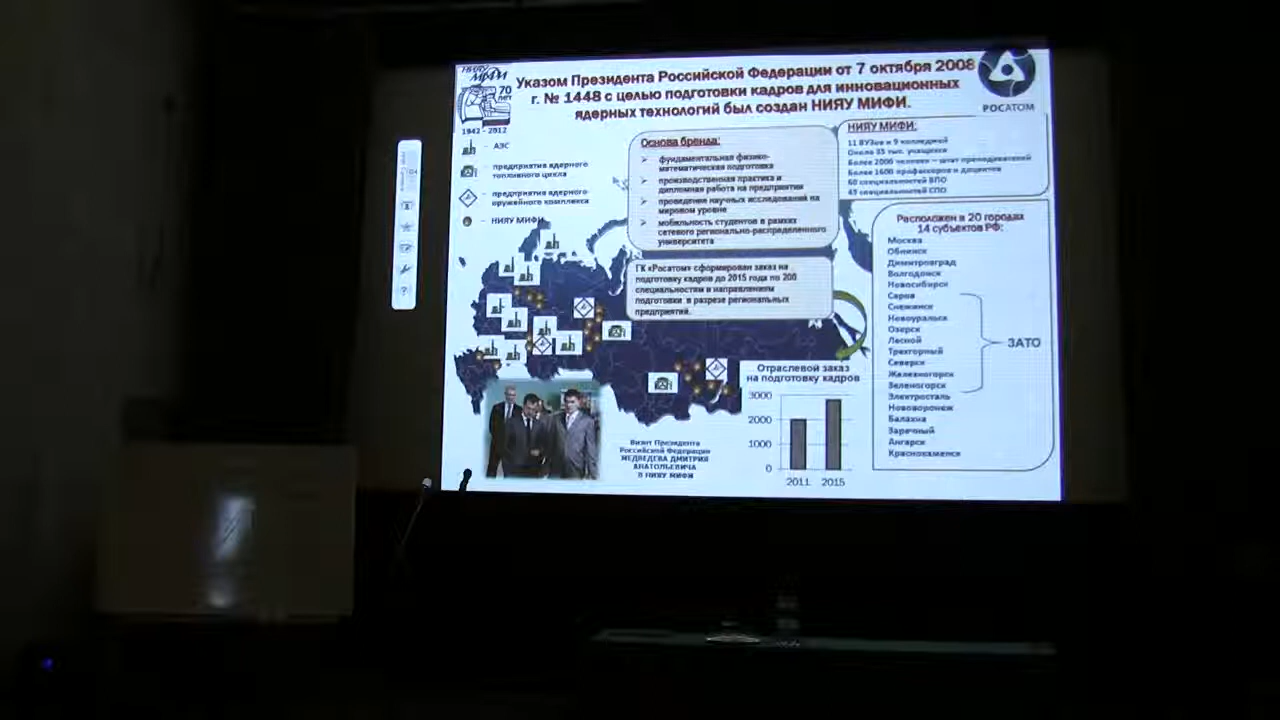 НИЯУ
МИФИ
70
ЛЕТ
1942 - 2012
Указом Президента Российской Федерации от 7 октября 2008
г. № 1448 с целью подготовки кадров для инновационных
ядерных технологий был создан НИЯУ МИФИ.
РОСАТОМ
- АЭС
предприятия ядерного
топливного цикла
- предприятия ядерного
оружейного комплекса
- НИЯУ МИФИ
Основа бренда:
фундаментальная физико-
математическая подготовка
производственная практика и
дипломная работа на предприятии
проведения научных исследований на
мировом уровне
мобильность студентов в рамках
сетевого регионально-распределенного
университета
ГК «Росатом» сформирован заказ на
подготовку кадров до 2015 года по 200
специальностям и направлениям
подготовки в разрезе региональных
предприятий.
НИЯУ МИФИ:
11 ВУЗов и 9 колледжей
Около 35 тыс. учащихся
Более 2000 человек – штат преподавателей
Более 1600 профессоров и доцентов
60 специальностей ВПО
45 специальностей СПО
Расположен в 20 городах
14 субъектов РФ:
Москва
Обнинск
Димитровград
Волгодонск
Новосибирск
Саров
Снежинск
Новоуральск
Озерск
Лесной
Трехгорный
Северск
Железногорск
Зеленогорск
ЗАТО
Электросталь
Нововоронеж
Балаково
Заречный
Ангарск
Краснокаменск
Отраслевой заказ
на подготовку кадров
3000
2000
1000
0
2011 2015
Визит Президента
Российской Федерации
МЕДВЕДЕВА ДМИТРИЯ
АНАТОЛЬЕВИЧА
В НИЯУ МИФИ